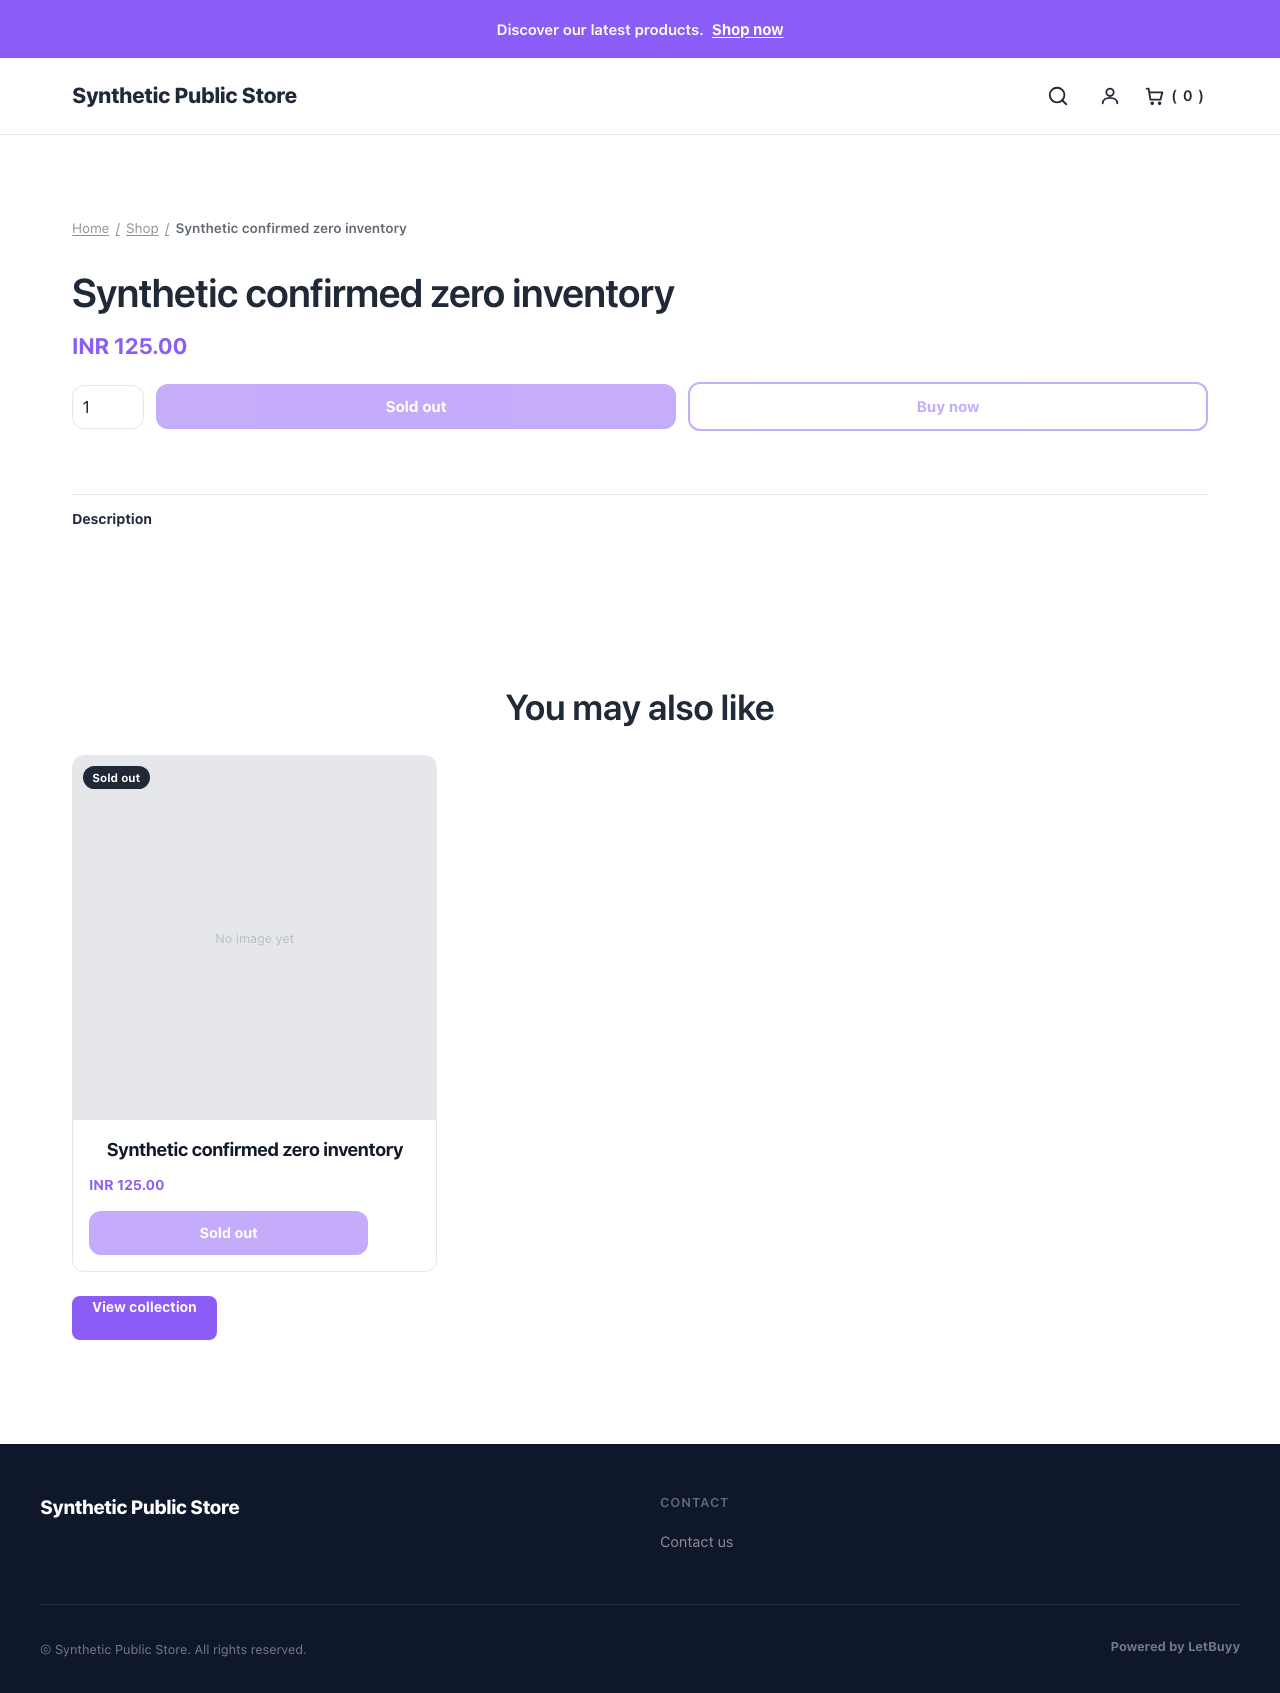 Discover our latest products. Shop now
Synthetic Public Store
( 0 )
Home / Shop / Synthetic confirmed zero inventory
Synthetic confirmed zero inventory
INR 125.00
1 Sold out Buy now
Description
You may also like
Sold out
No image yet
Synthetic confirmed zero inventory
INR 125.00
Sold out
View collection
Synthetic Public Store
CONTACT
Contact us
© Synthetic Public Store. All rights reserved.
Powered by LetBuyy